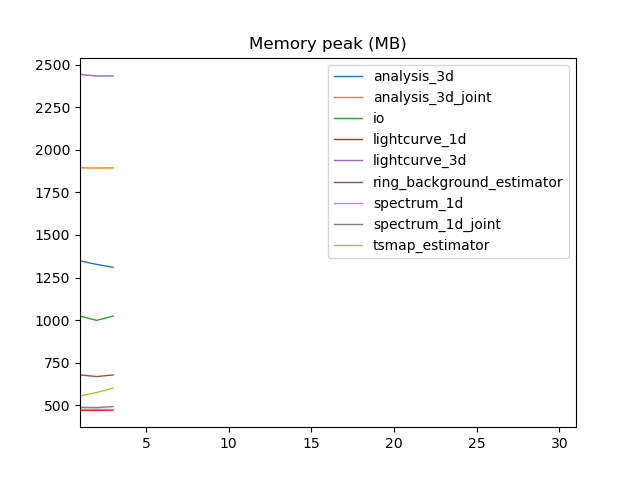 Memory peak (MB)
2500
2250
2000
1750
1500
1250
1000
750
500
5 10 15 20 25 30
analysis_3d
analysis_3d_joint
io
lightcurve_1d
lightcurve_3d
ring_background_estimator
spectrum_1d
spectrum_1d_joint
tsmap_estimator